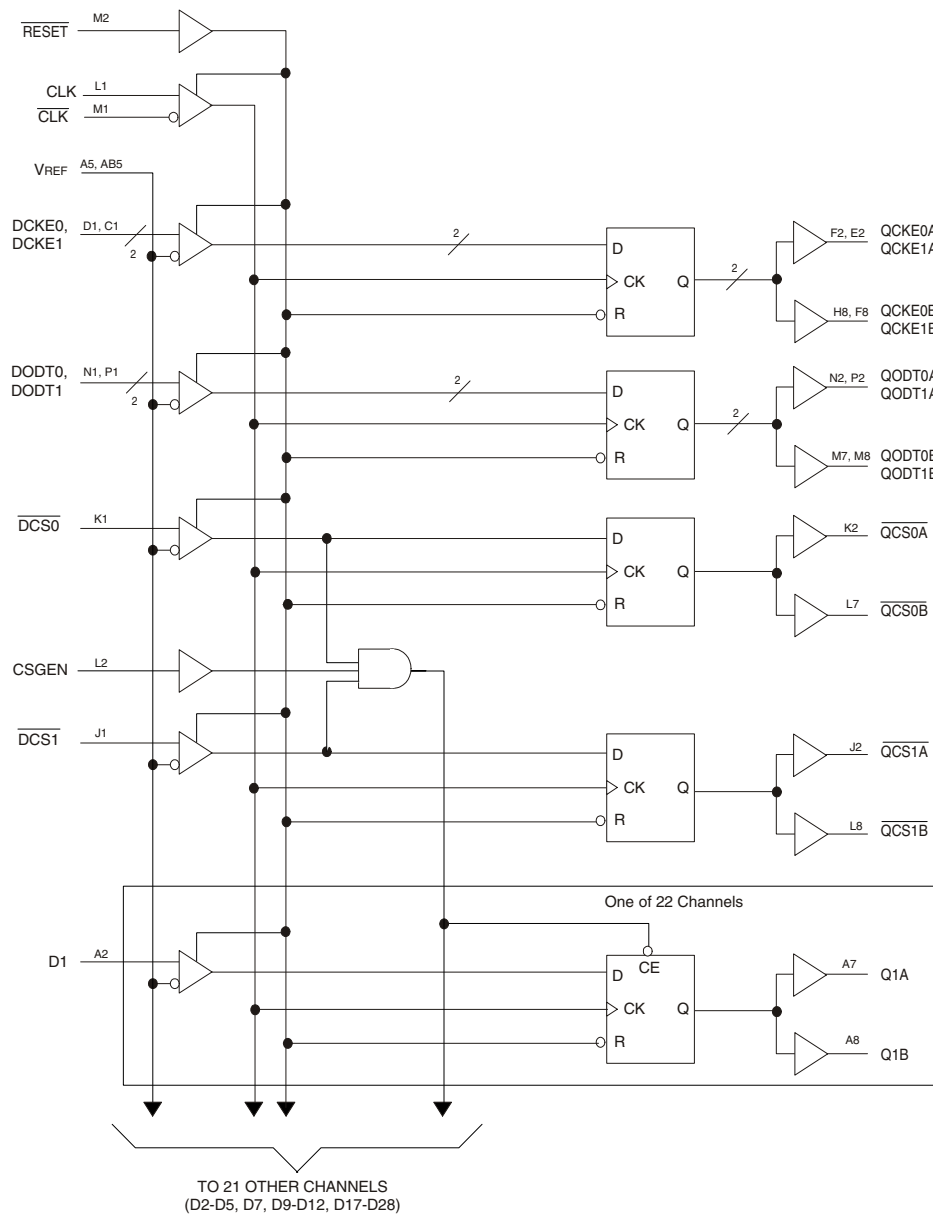 RESET M2
CLK L1
CLK M1
VREF A5, AB5
DCKE0, D1, C1
DCKE1 2
2
D
CK Q
R
2
F2, E2 QCKE0A
QCKE1A
H8, F8 QCKE0B
QCKE1B
DODT0, N1, P1
DODT1 2
2
D
CK Q
R
2
N2, P2 QODT0A
QODT1A
M7, M8 QODT0B
QODT1B
DCS0 K1
D
CK Q
R
K2 QCS0A
L7 QCS0B
CSGEN L2
DCS1 J1
D
CK Q
R
J2 QCS1A
L8 QCS1B
One of 22 Channels
D1 A2
CE
D
CK Q
R
A7 Q1A
A8 Q1B
TO 21 OTHER CHANNELS
(D2-D5, D7, D9-D12, D17-D28)